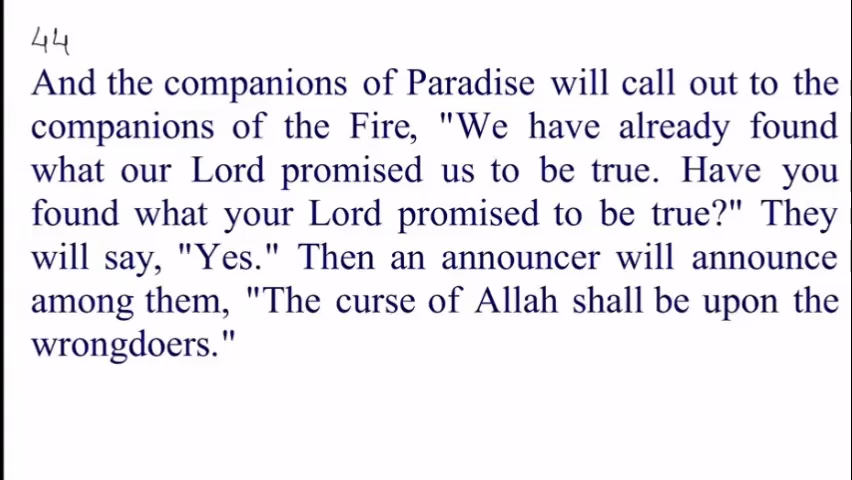 44
And the companions of Paradise will call out to the
companions of the Fire, "We have already found
what our Lord promised us to be true. Have you
found what your Lord promised to be true?" They
will say, "Yes." Then an announcer will announce
among them, "The curse of Allah shall be upon the
wrongdoers."